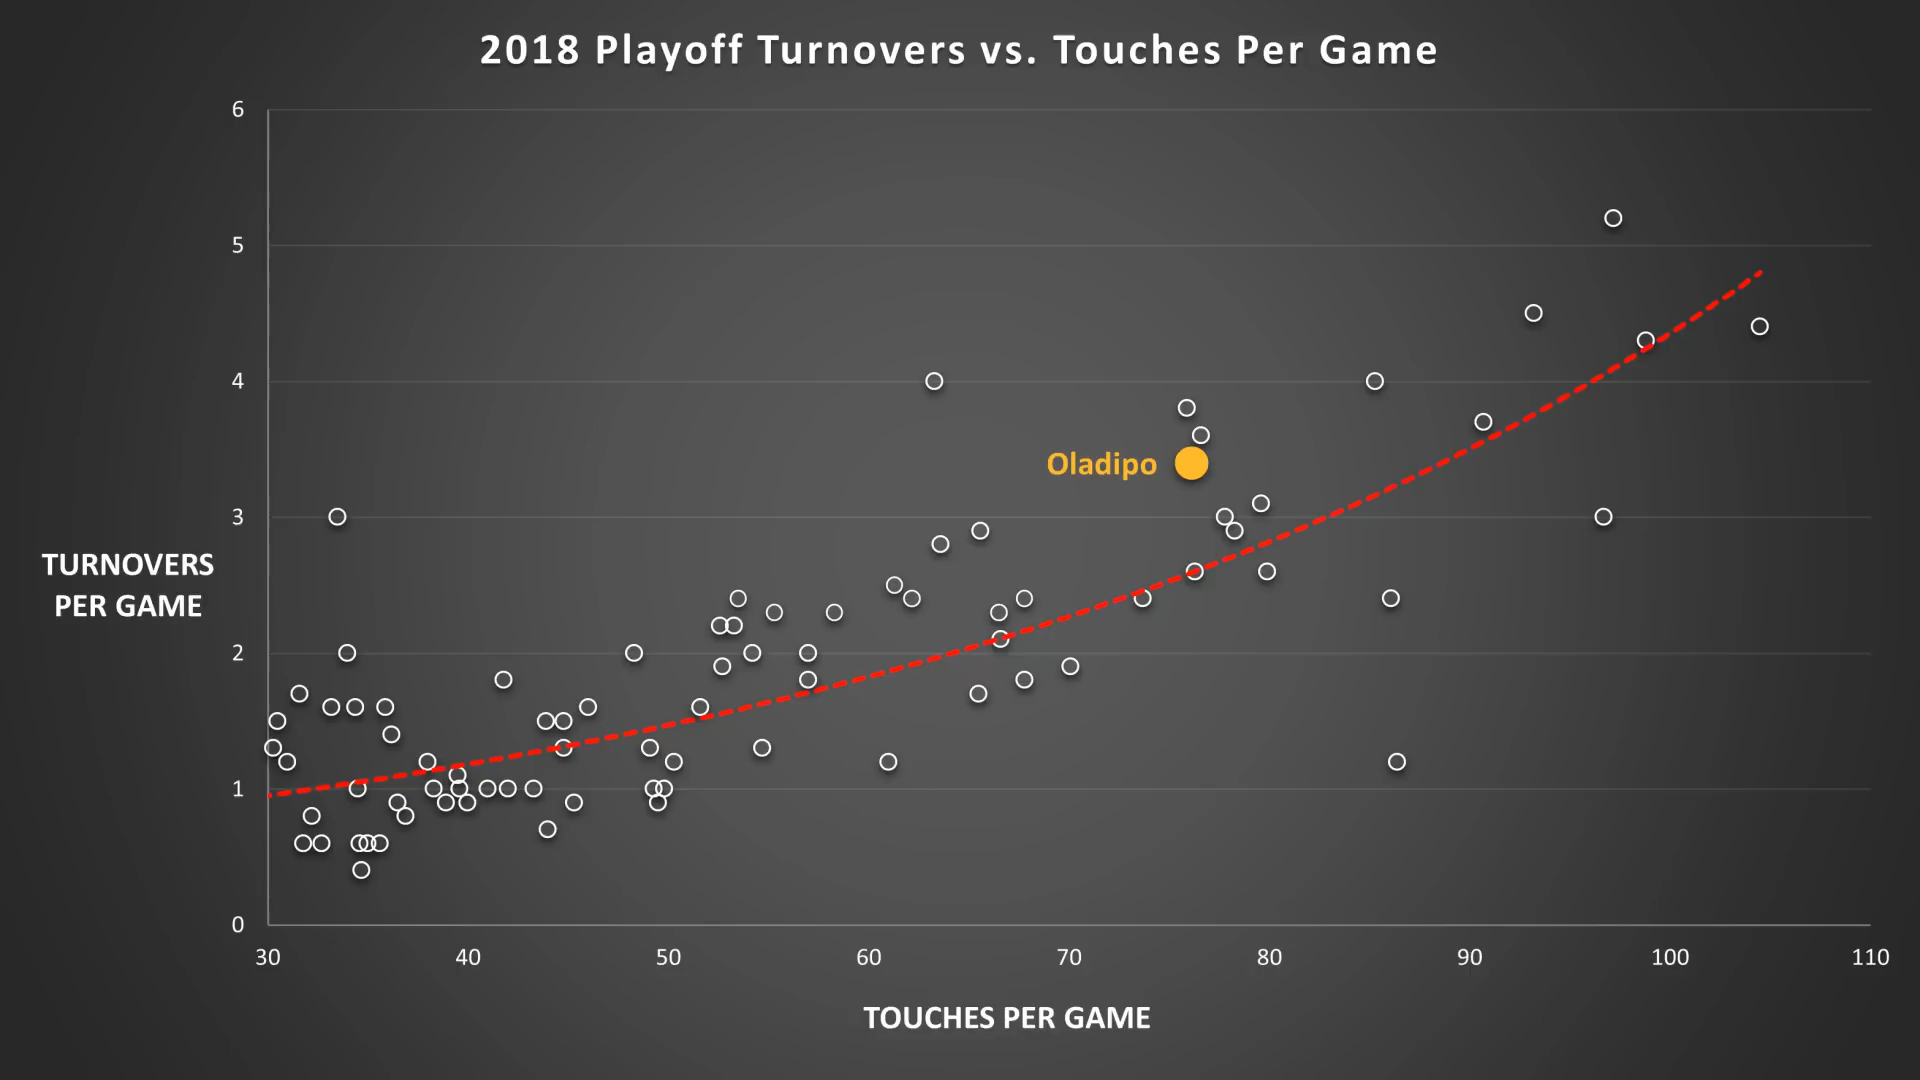 2018 Playoff Turnovers vs. Touches Per Game
6
5
4
3
2
1
0
TURNOVERS
PER GAME
Oladipo
30 40 50 60 70 80 90 100 110
TOUCHES PER GAME